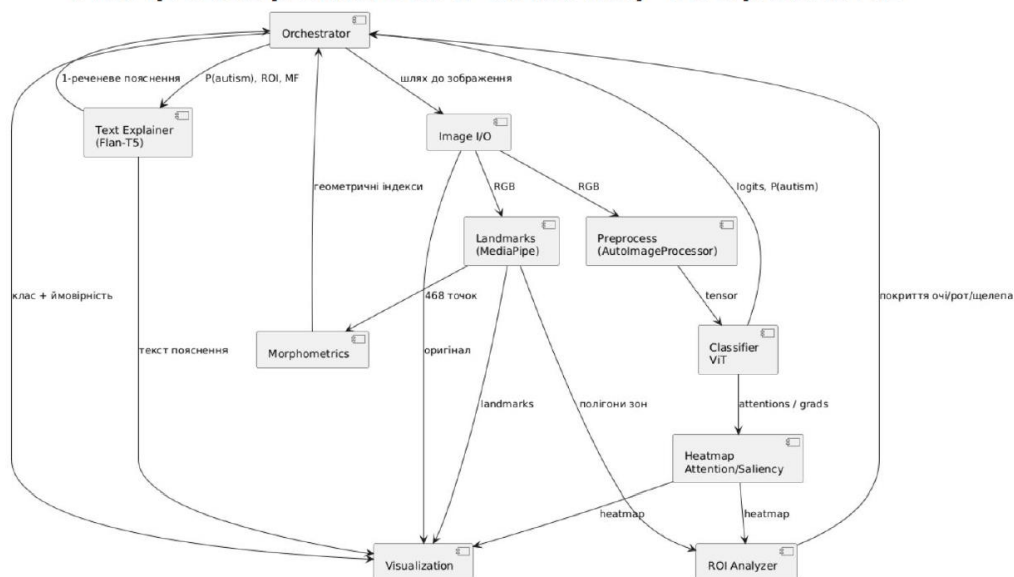 Orchestrator
1-реченеве пояснення
P(autism), ROI, MF
шлях до зображення
Text Explainer
(Flan-T5)
Image I/O
геометричні індекси
RGB
RGB
logits, P(autism)
Landmarks
(MediaPipe)
Preprocess
(AutoImageProcessor)
клас + ймовірність
468 точок
tensor
покриття очі/рот/щелепа
Morphometrics
текст пояснення
оригінал
Classifier
ViT
landmarks
полігони зон
attentions / grads
Heatmap
Attention/Saliency
heatmap
heatmap
Visualization
ROI Analyzer